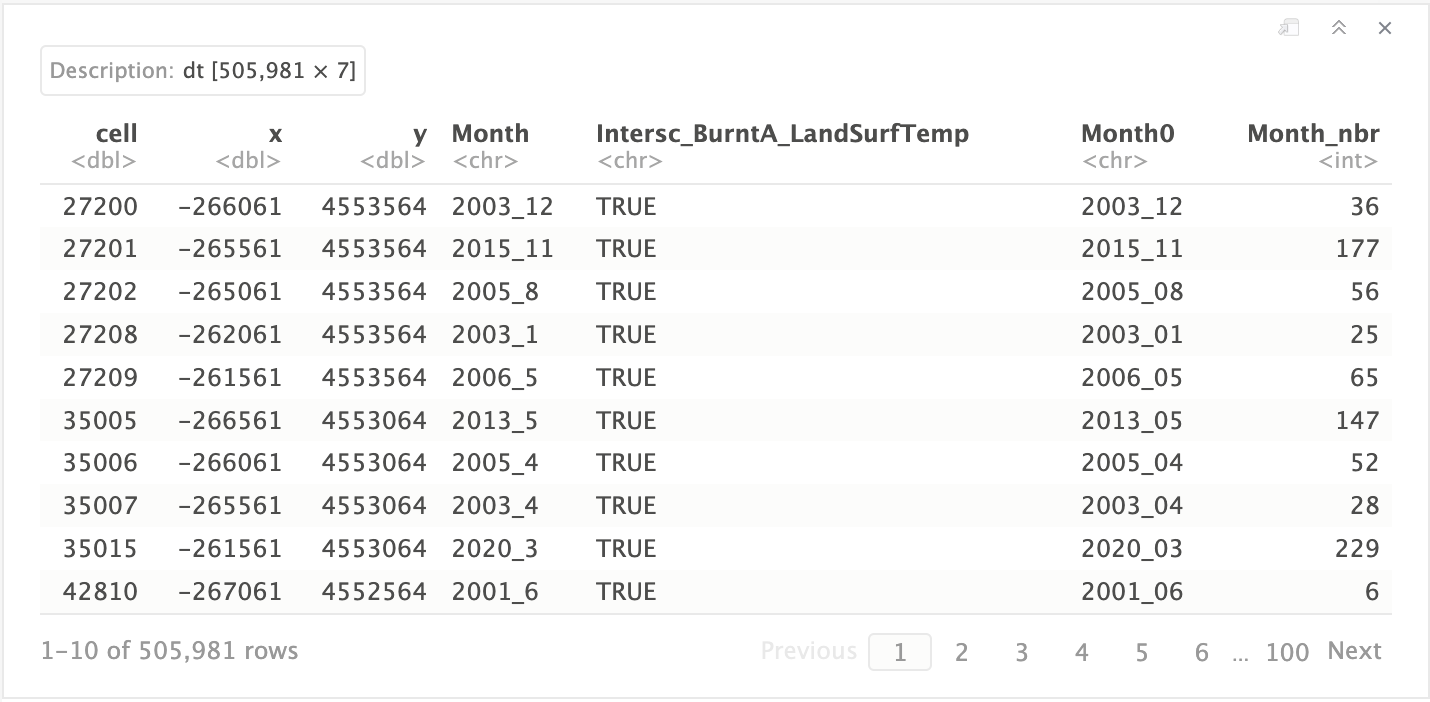 Description: dt [505,981 × 7]
cell x y Month Intersc_BurntA_LandSurfTemp Month0 Month_nbr
<dbl> <dbl> <dbl> <chr> <chr> <chr> <int>
27200 -266061 4553564 2003_12 TRUE 2003_12 36
27201 -265561 4553564 2015_11 TRUE 2015_11 177
27202 -265061 4553564 2005_8 TRUE 2005_08 56
27208 -262061 4553564 2003_1 TRUE 2003_01 25
27209 -261561 4553564 2006_5 TRUE 2006_05 65
35005 -266561 4553064 2013_5 TRUE 2013_05 147
35006 -266061 4553064 2005_4 TRUE 2005_04 52
35007 -265561 4553064 2003_4 TRUE 2003_04 28
35015 -261561 4553064 2020_3 TRUE 2020_03 229
42810 -267061 4552564 2001_6 TRUE 2001_06 6
1-10 of 505,981 rows Previous 1 2 3 4 5 6 ... 100 Next